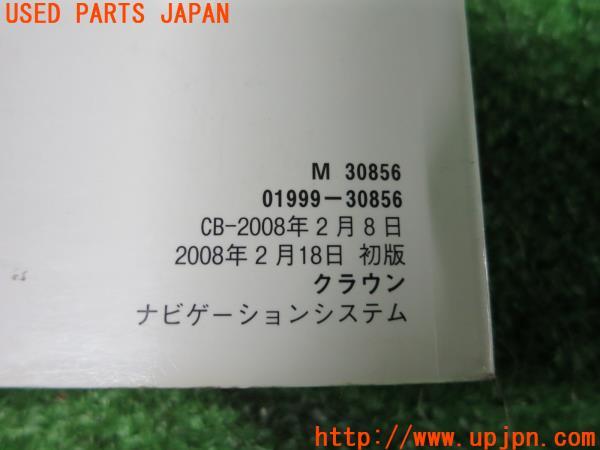 USED PARTS JAPAN
M 30856
01999-30856
CB-2008年2月8日
2008年2月18日 初版
クラウン
ナビゲーションシステム
http://www.upjpn.com